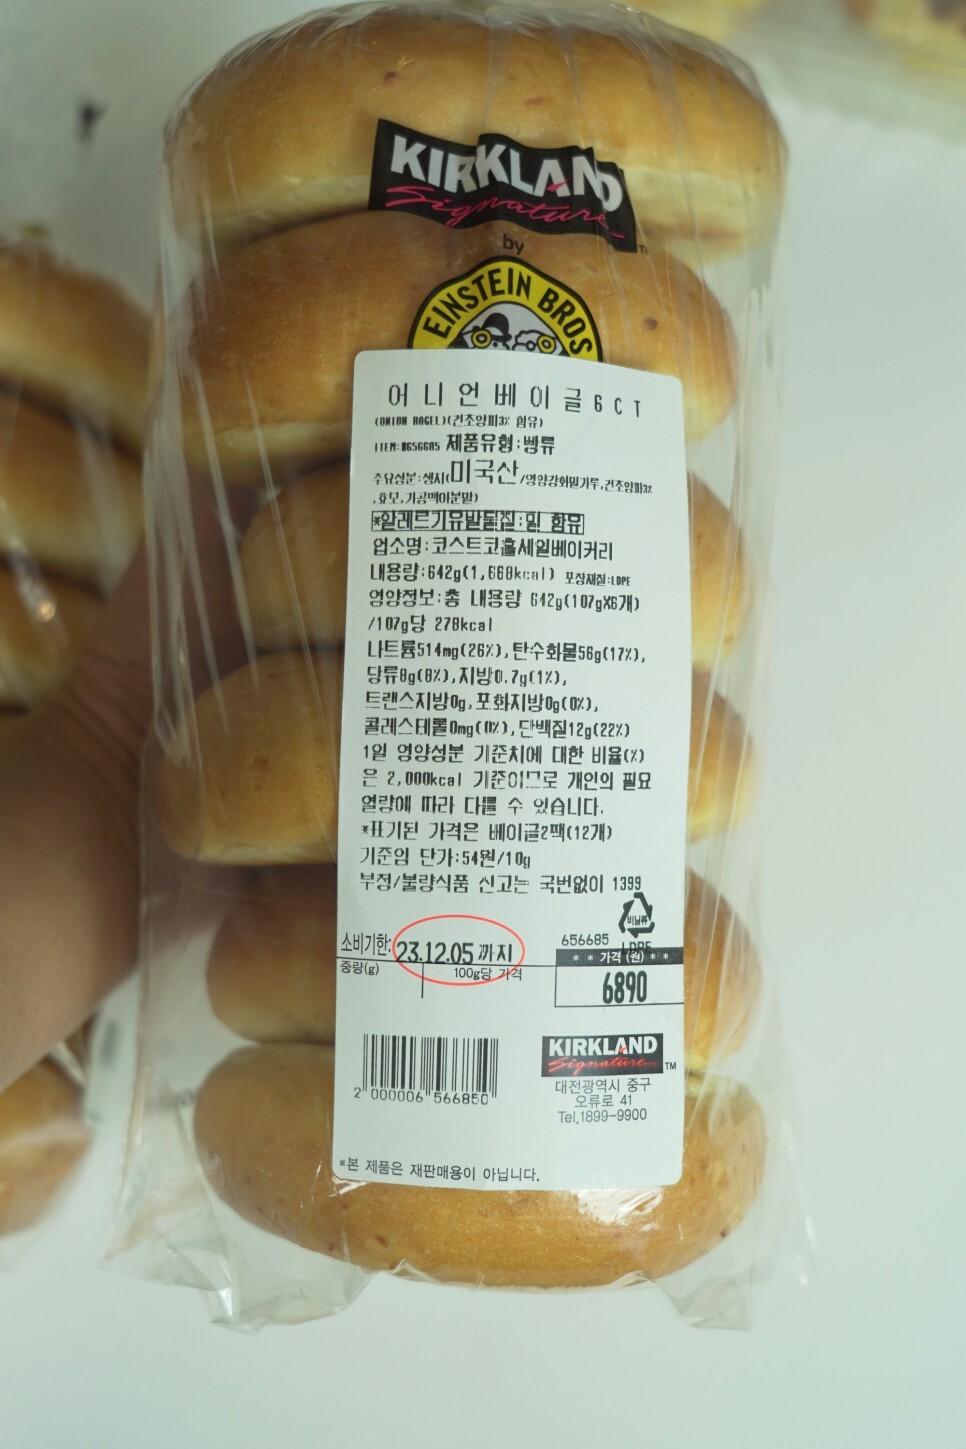 KIRKLAND
Signature™
by
EINSTEIN BROS
어니언베이글6CT
(ONION BAGEL)(건조양파3% 함유)
ITEM:#656685 제품유형:빵류
주요성분:생지(미국산/영양강화밀가루,건조양파3%
,효모,가공맥아분말)
*알레르기유발물질:밀 함유
업소명:코스트코홀세일베이커리
내용량:642g(1,668kcal) 포장재질:LDPE
영양정보:총 내용량 642g(107gX6개)
/107g당 278kcal
나트륨514mg(26%),탄수화물56g(17%),
당류8g(8%),지방0.7g(1%),
트랜스지방0g,포화지방0g(0%),
콜레스테롤0mg(0%),단백질12g(22%)
1일 영양성분 기준치에 대한 비율(%)
은 2,000kcal 기준이므로 개인의 필요
열량에 따라 다를 수 있습니다.
*표기된 가격은 베이글2팩(12개)
기준임 단가:54원/10g
부정/불량식품 신고는 국번없이 1399
비닐류
LDPE
소비기한: 23.12.05 까지
656685
* * 가격 (원) * *
중량(g) 100g당 가격
6890
2 000006 566850
KIRKLAND
Signature™
대전광역시 중구
오류로 41
Tel.1899-9900
*본 제품은 재판매용이 아닙니다.